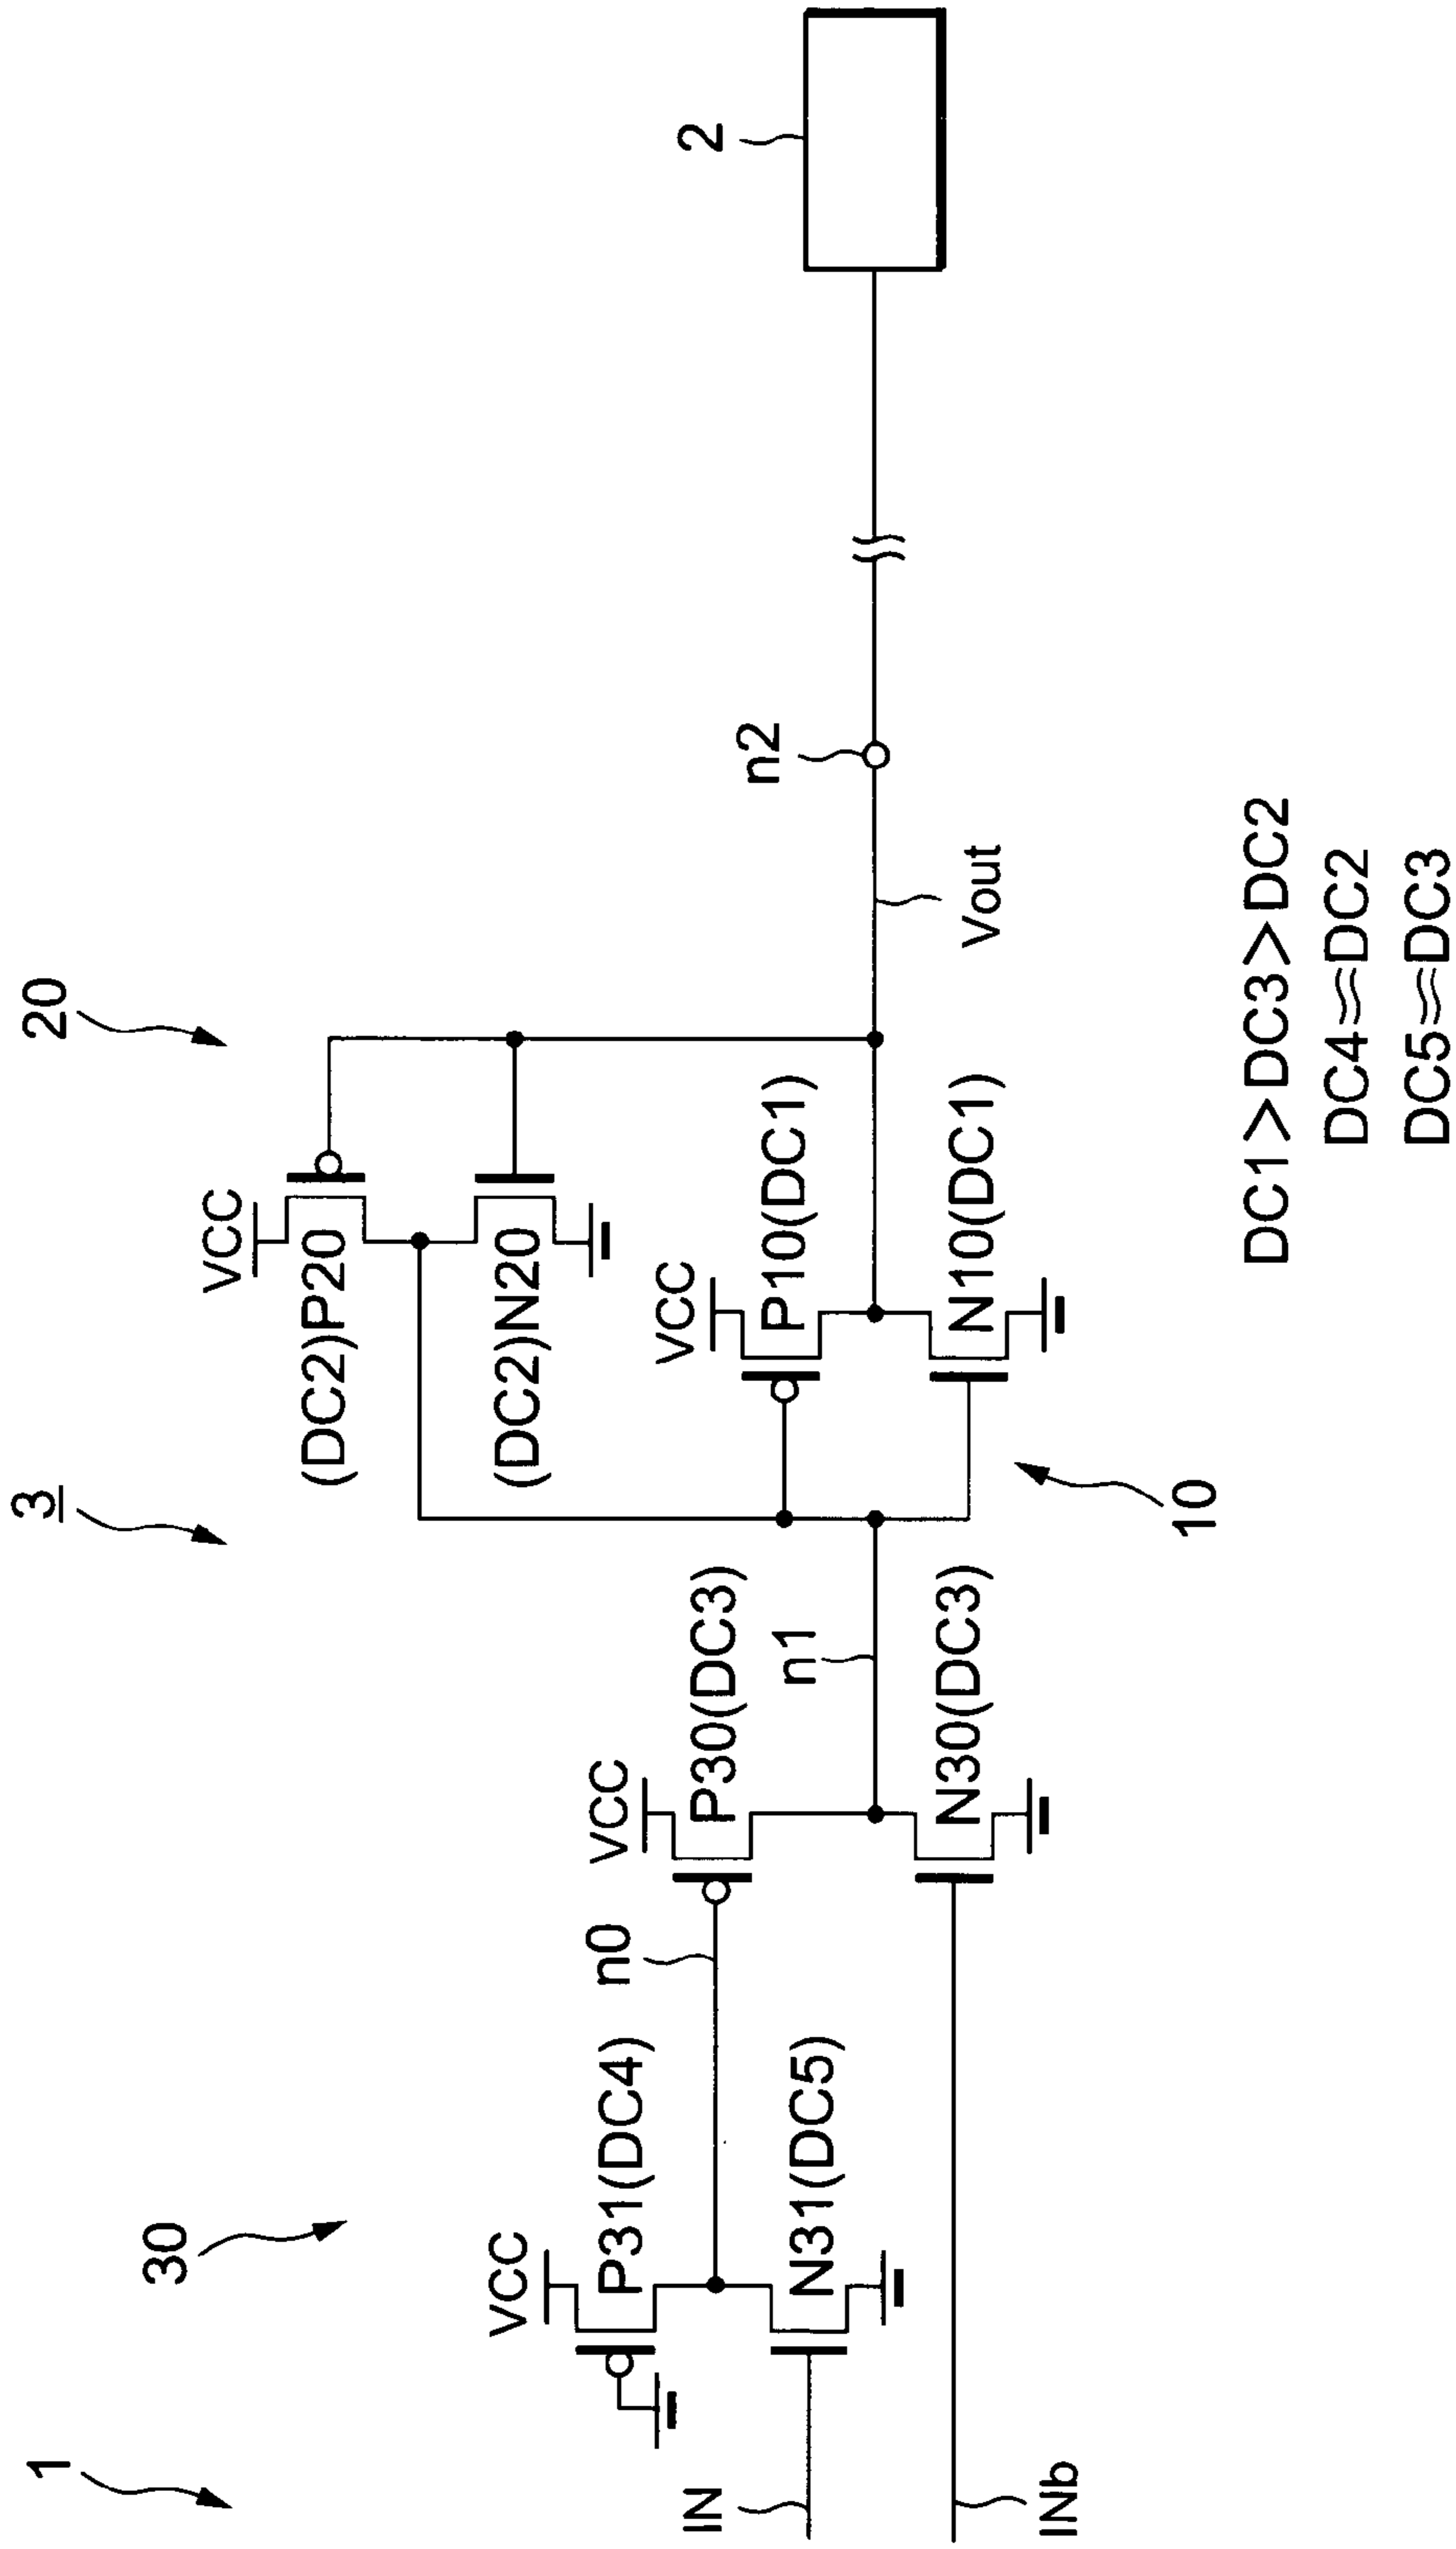 1
3
20
30
VCC
(DC2)P20
(DC2)N20
VCC
P10(DC1)
N10(DC1)
10
VCC
P30(DC3)
N30(DC3)
n0
n1
VCC
P31(DC4)
N31(DC5)
IN
INb
Vout
n2
2
DC1>DC3>DC2
DC4≈DC2
DC5≈DC3